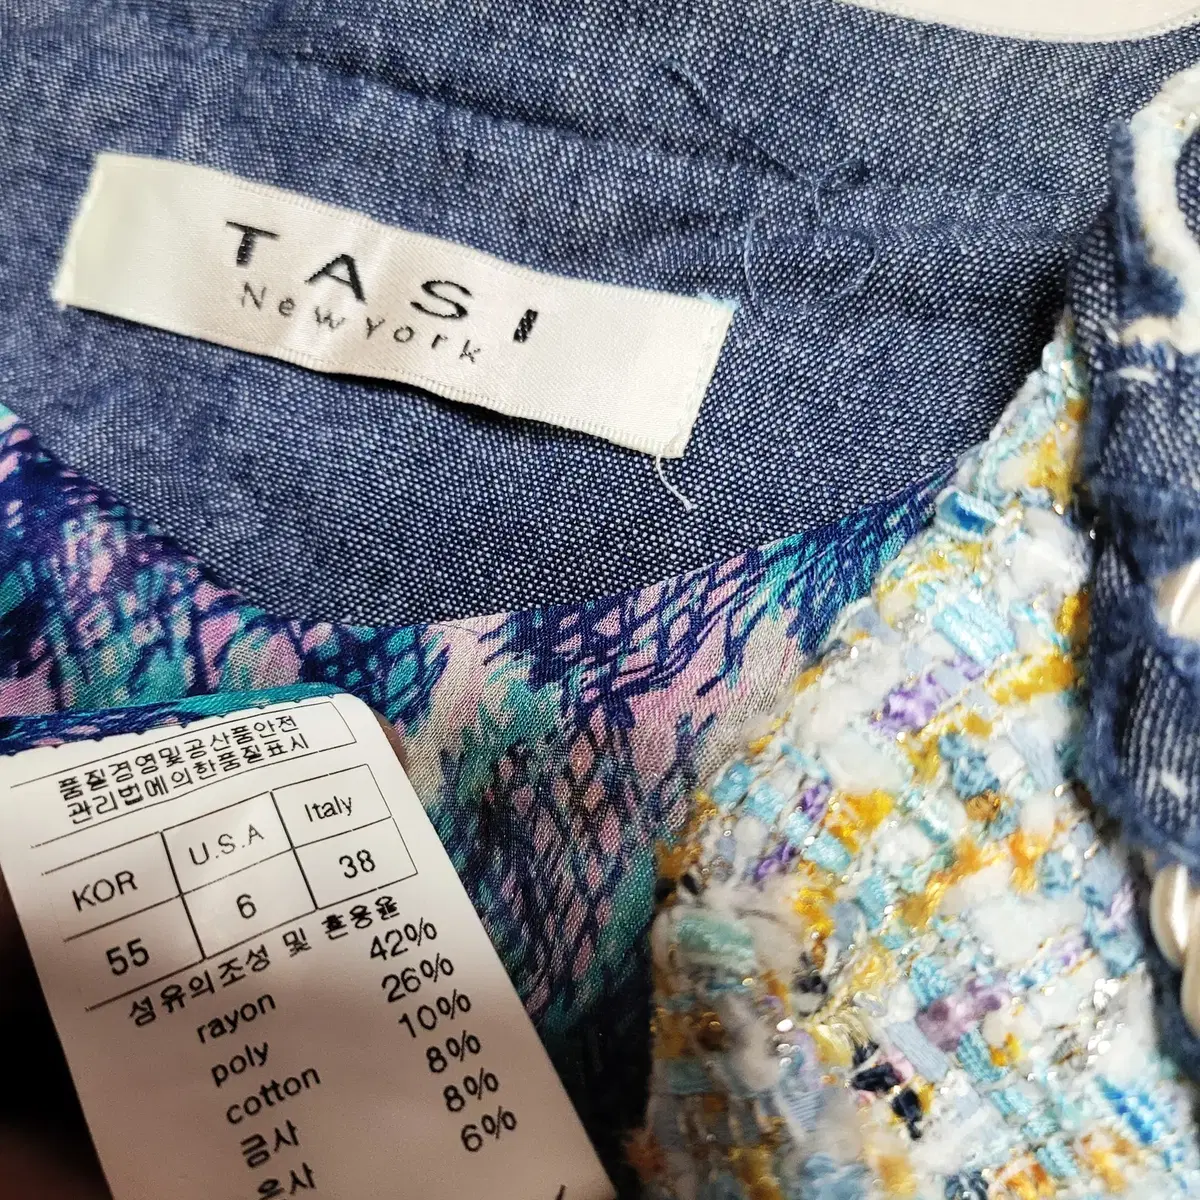 TASI
New York
품질경영및공산품안전
관리법에의한품질표시
KOR U.S.A Italy
55 6 38
섬유의조성 및 혼용율
rayon 42%
poly 26%
cotton 10%
금사 8%
은사 8%
6%